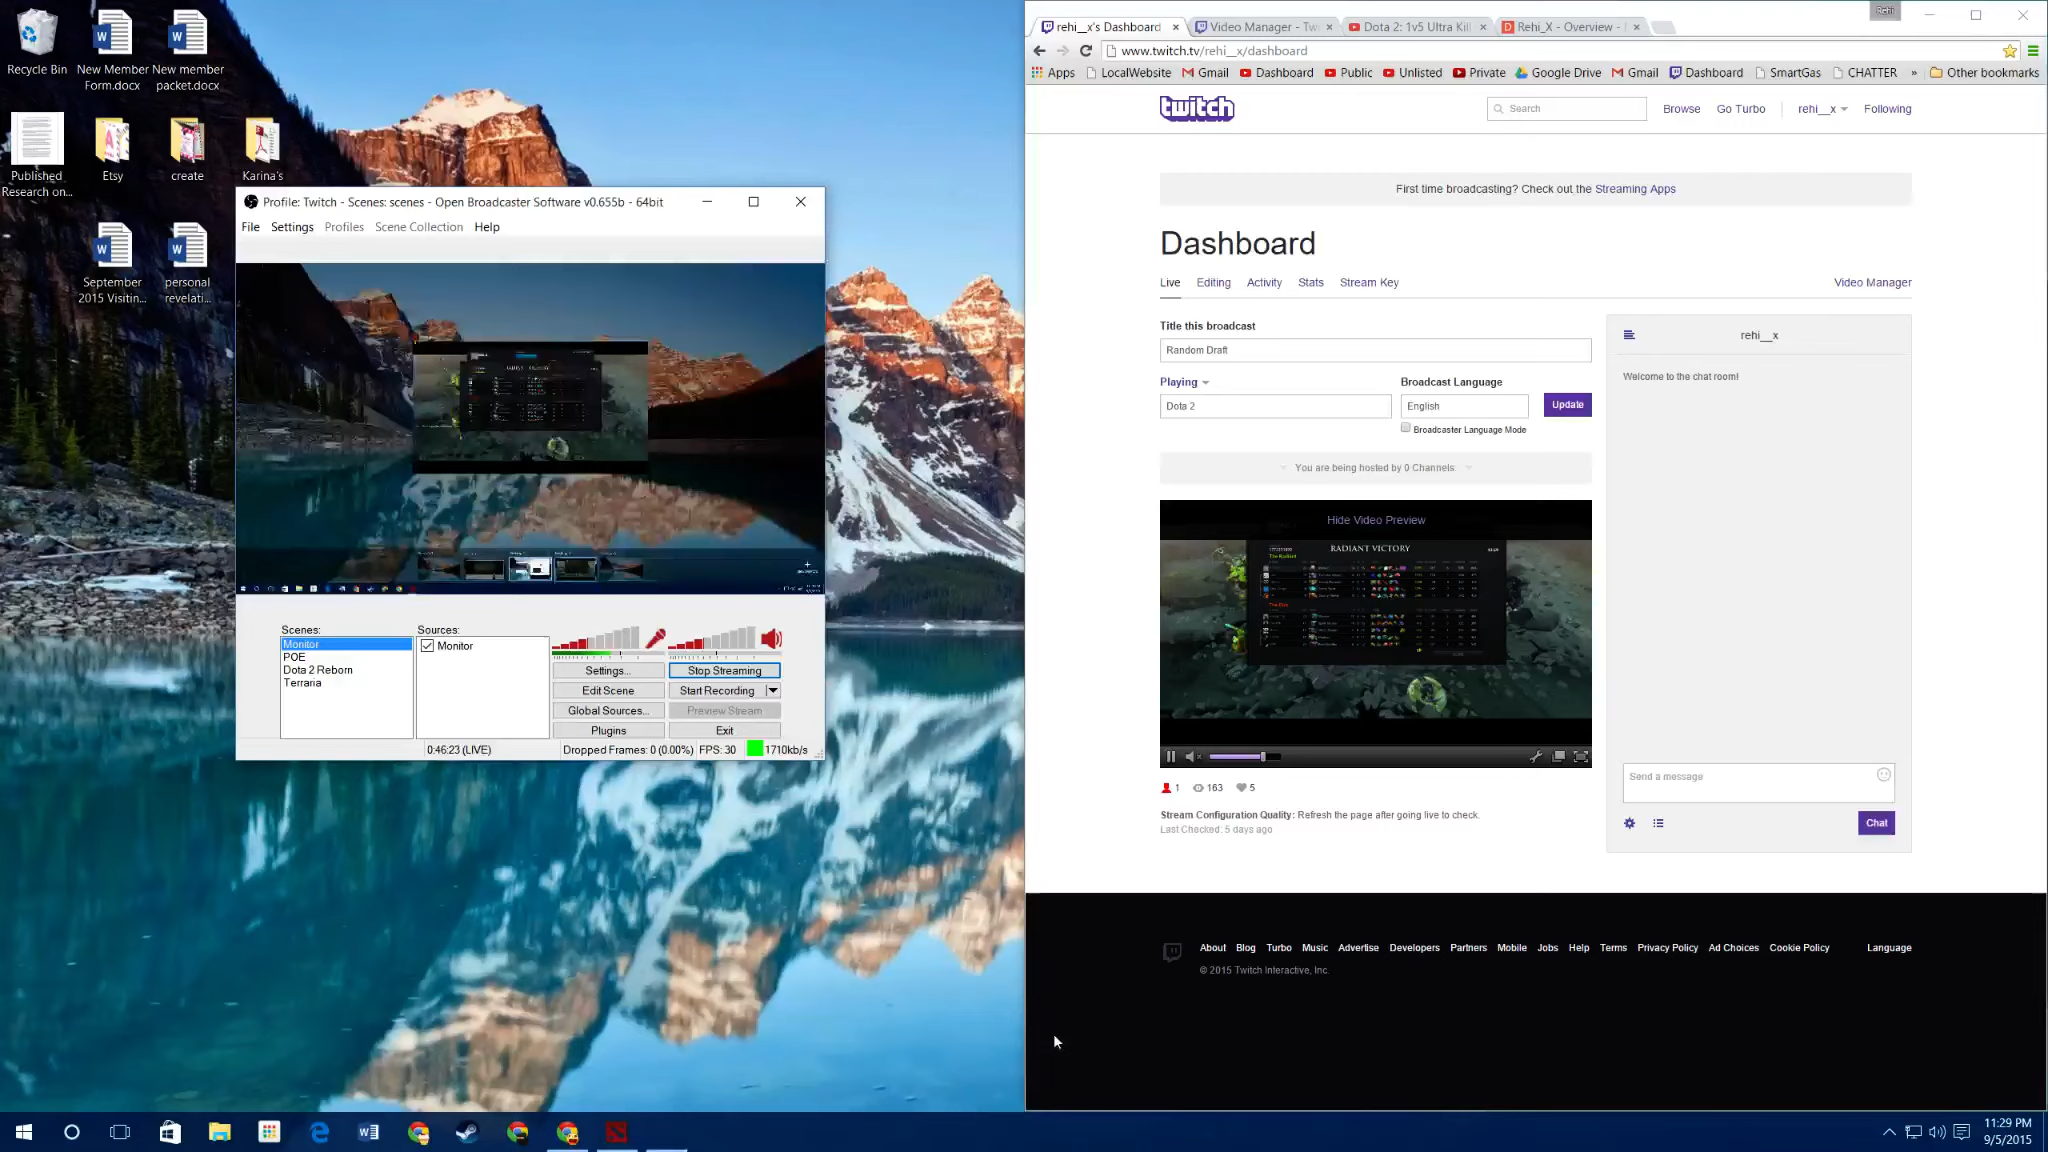 Recycle Bin
New Member Form.docx
New member packet.docx
Published Research on...
Etsy
create
Karina's
September 2015 Visitin...
personal revelati...
Profile: Twitch - Scenes: scenes - Open Broadcaster Software v0.655b - 64bit
File Settings Profiles Scene Collection Help
Scenes:
Monitor
POE
Dota 2 Reborn
Terraria
Sources:
Monitor
Settings... Stop Streaming
Edit Scene Start Recording
Global Sources... Preview Stream
Plugins Exit
0:46:23 (LIVE) Dropped Frames: 0 (0.00%) FPS: 30 1710kb/s
Rehi
rehi__x's Dashboard Video Manager - Tw Dota 2: 1v5 Ultra Kil Rehi_X - Overview -
www.twitch.tv/rehi__x/dashboard
Apps LocalWebsite Gmail Dashboard Public Unlisted Private Google Drive Gmail Dashboard SmartGas CHATTER » Other bookmarks
twitch Search Browse Go Turbo rehi__x Following
First time broadcasting? Check out the Streaming Apps
Dashboard
Live Editing Activity Stats Stream Key Video Manager
Title this broadcast
Random Draft
Playing Broadcast Language
Dota 2 English Update
Broadcaster Language Mode
You are being hosted by 0 Channels.
Hide Video Preview
RADIANT VICTORY
The Radiant
The Dire
1 163 5
Stream Configuration Quality: Refresh the page after going live to check.
Last Checked: 5 days ago
rehi__x
Welcome to the chat room!
Send a message
Chat
About Blog Turbo Music Advertise Developers Partners Mobile Jobs Help Terms Privacy Policy Ad Choices Cookie Policy Language
© 2015 Twitch Interactive, Inc.
11:29 PM
9/5/2015